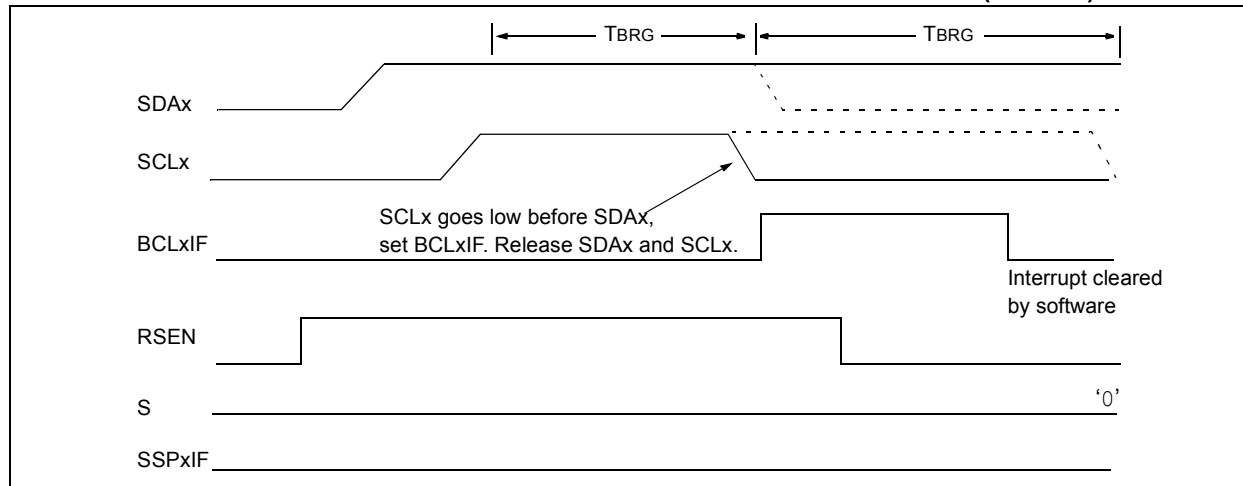 TBRG TBRG
SDAx
SCLx
SCLx goes low before SDAx,
set BCLxIF. Release SDAx and SCLx.
BCLxIF
Interrupt cleared
by software
RSEN
S
‘0’
SSPxIF